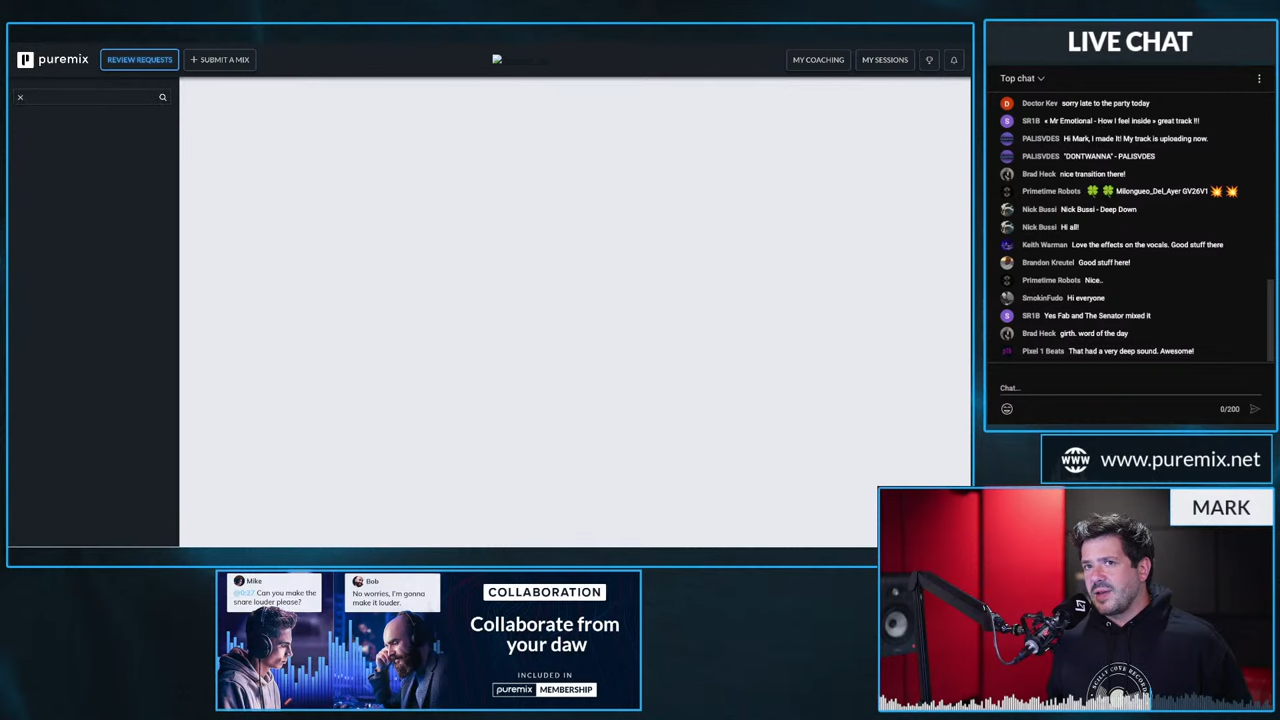 puremix
REVIEW REQUESTS
+ SUBMIT A MIX
MY COACHING
MY SESSIONS
LIVE CHAT
Top chat
Doctor Kev sorry late to the party today
SR1B « Mr Emotional - How I feel inside » great track !!!
PALISVDES Hi Mark, I made It! My track is uploading now.
PALISVDES "DONTWANNA" - PALISVDES
Brad Heck nice transition there!
Primetime Robots 🍀 🍀 Milongueo_Del_Ayer GV26V1 💥 💥
Nick Bussi Nick Bussi - Deep Down
Nick Bussi Hi all!
Keith Warman Love the effects on the vocals. Good stuff there
Brandon Kreutel Good stuff here!
Primetime Robots Nice..
SmokinFudo Hi everyone
SR1B Yes Fab and The Senator mixed it
Brad Heck girth. word of the day
Pixel 1 Beats That had a very deep sound. Awesome!
Chat...
0/200
www.puremix.net
MARK
Mike
@0:27 Can you make the
snare louder please?
Bob
No worries, I'm gonna
make it louder.
COLLABORATION
Collaborate from
your daw
INCLUDED IN
puremix MEMBERSHIP